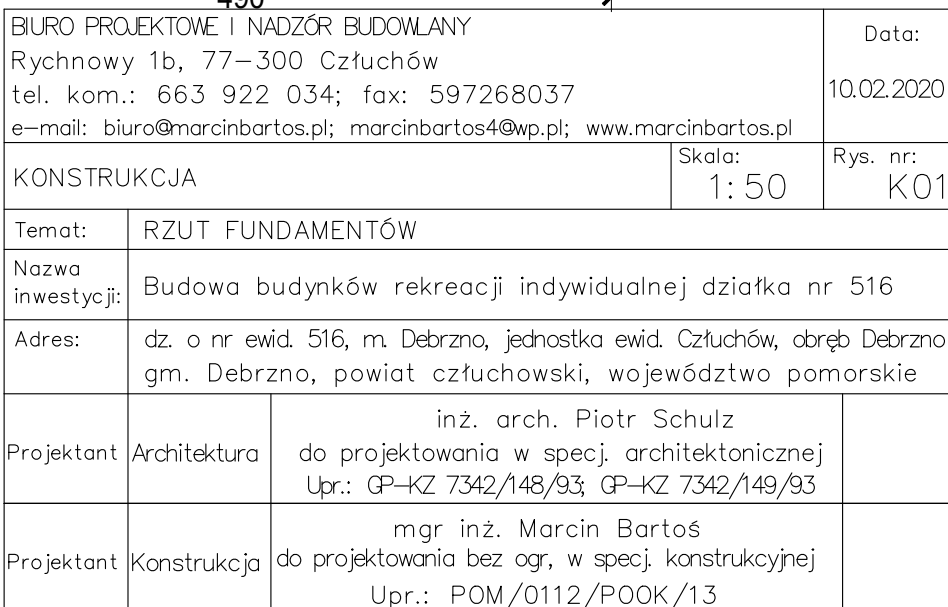 490
BIURO PROJEKTOWE I NADZÓR BUDOWLANY
Rychnowy 1b, 77-300 Człuchów
tel. kom.: 663 922 034; fax: 597268037
e-mail: biuro@marcinbartos.pl; marcinbartos4@wp.pl; www.marcinbartos.pl
Data:
10.02.2020
KONSTRUKCJA
Skala:
1:50
Rys. nr:
K01
Temat:
RZUT FUNDAMENTÓW
Nazwa
inwestycji:
Budowa budynków rekreacji indywidualnej działka nr 516
Adres:
dz. o nr ewid. 516, m. Debrzno, jednostka ewid. Człuchów, obręb Debrzno
gm. Debrzno, powiat człuchowski, województwo pomorskie
Projektant
Architektura
inż. arch. Piotr Schulz
do projektowania w specj. architektonicznej
Upr.: GP-KZ 7342/148/93; GP-KZ 7342/149/93
Projektant
Konstrukcja
mgr inż. Marcin Bartoś
do projektowania bez ogr, w specj. konstrukcyjnej
Upr.: POM/0112/POOK/13